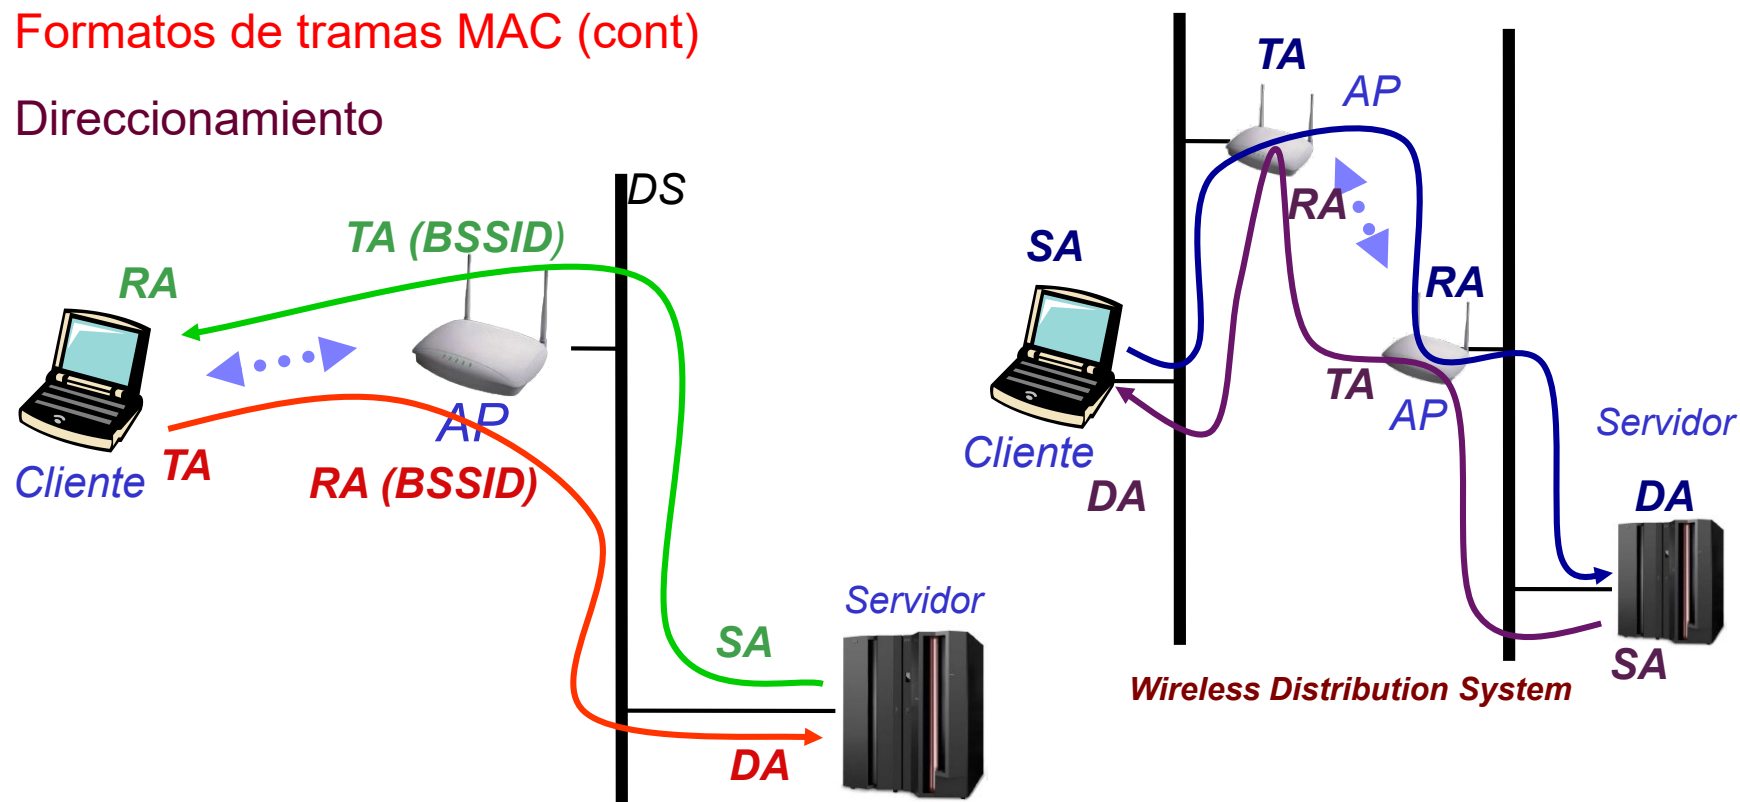 Formatos de tramas MAC (cont)
Direccionamiento
DS
TA (BSSID)
RA
AP
Cliente
TA
RA (BSSID)
Servidor
SA
DA
TA
AP
RA
SA
RA
TA
AP
Cliente
DA
Servidor
DA
SA
Wireless Distribution System